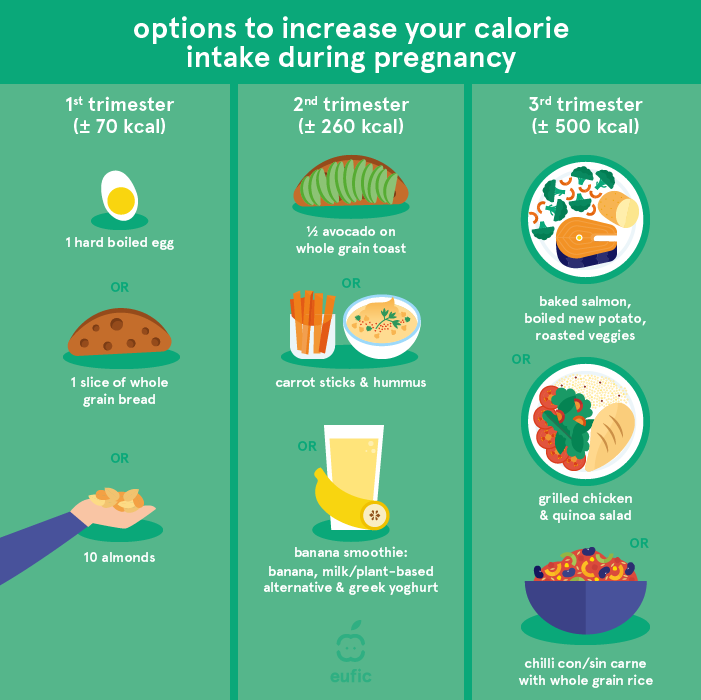 options to increase your calorie
intake during pregnancy
1st trimester
(± 70 kcal)
1 hard boiled egg
OR
1 slice of whole
grain bread
OR
10 almonds
2nd trimester
(± 260 kcal)
½ avocado on
whole grain toast
OR
carrot sticks & hummus
OR
banana smoothie:
banana, milk/plant-based
alternative & greek yoghurt
eufic
3rd trimester
(± 500 kcal)
baked salmon,
boiled new potato,
roasted veggies
OR
grilled chicken
& quinoa salad
OR
chilli con/sin carne
with whole grain rice